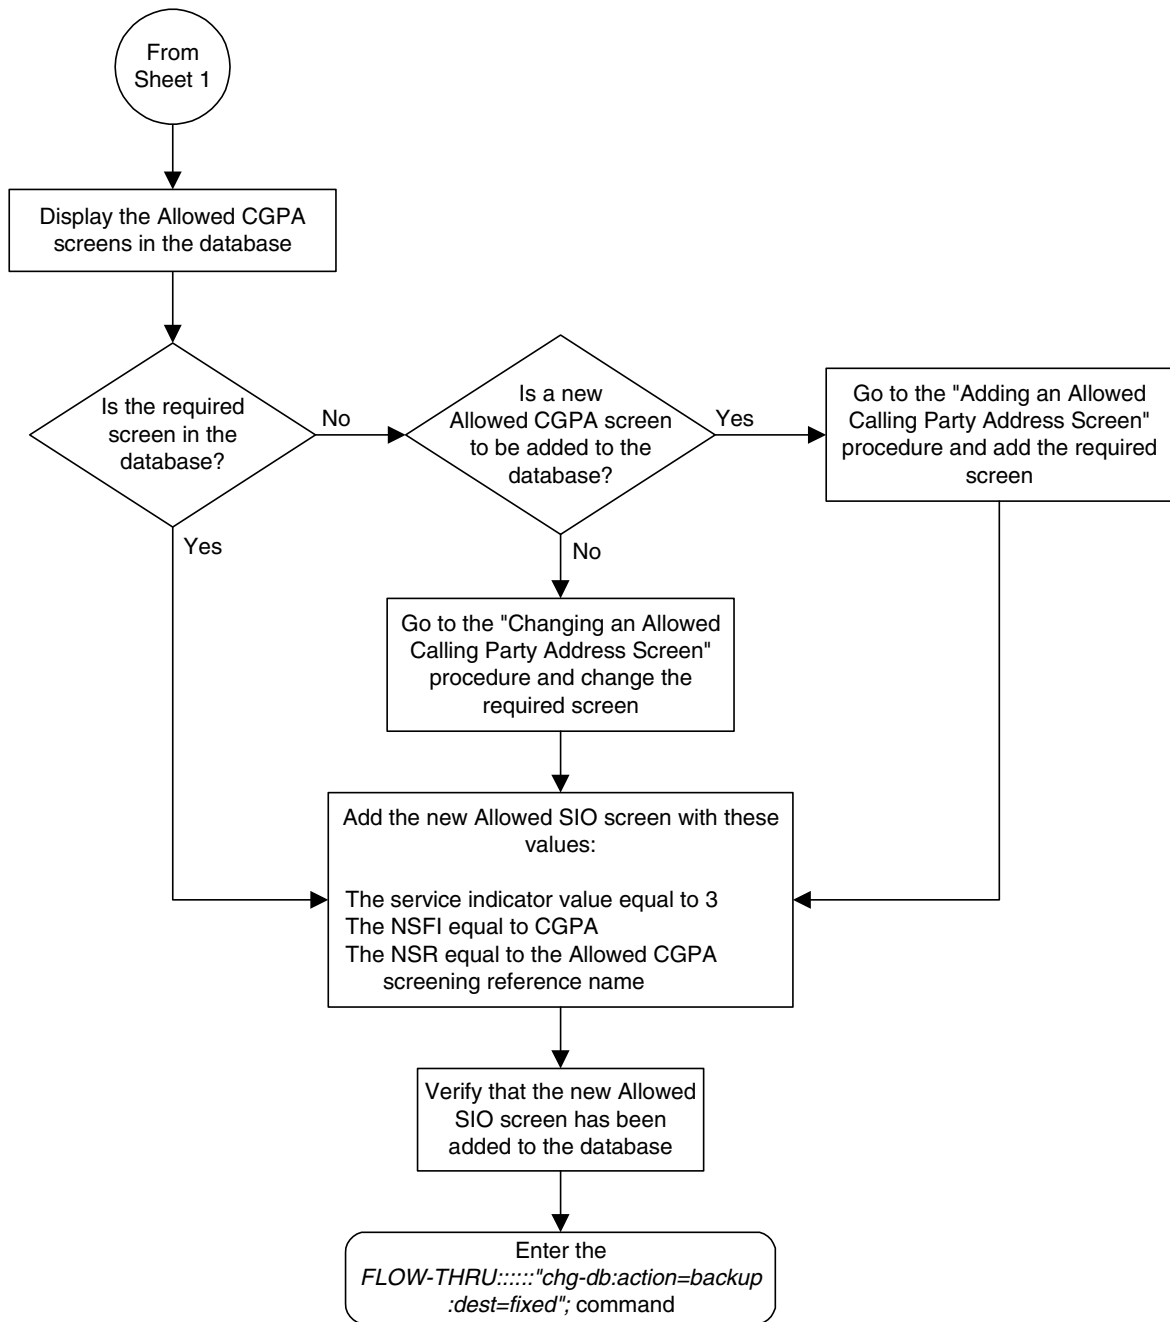 From
Sheet 1
Display the Allowed CGPA
screens in the database
Is the required
screen in the
database?
No
Yes
Is a new
Allowed CGPA screen
to be added to the
database?
Yes
No
Go to the "Adding an Allowed
Calling Party Address Screen"
procedure and add the required
screen
Go to the "Changing an Allowed
Calling Party Address Screen"
procedure and change the
required screen
Add the new Allowed SIO screen with these
values:
The service indicator value equal to 3
The NSFI equal to CGPA
The NSR equal to the Allowed CGPA
screening reference name
Verify that the new Allowed
SIO screen has been
added to the database
Enter the
FLOW-THRU::::::"chg-db:action=backup
:dest=fixed"; command